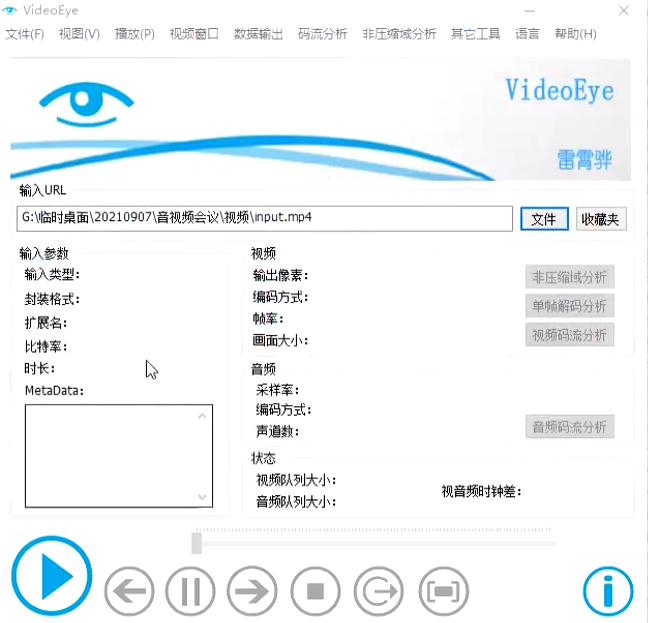 VideoEye
文件(F) 视图(V) 播放(P) 视频窗口 数据输出 码流分析 非压缩域分析 其它工具 语言 帮助(H)
VideoEye
雷霄骅
输入URL
G:\临时桌面\20210907\音视频会议\视频\input.mp4
文件
收藏夹
输入参数
输入类型:
封装格式:
扩展名:
比特率:
时长:
MetaData:
视频
输出像素:
编码方式:
帧率:
画面大小:
非压缩域分析
单帧解码分析
视频码流分析
音频
采样率:
编码方式:
声道数:
音频码流分析
状态
视频队列大小:
音频队列大小:
视音频时钟差: